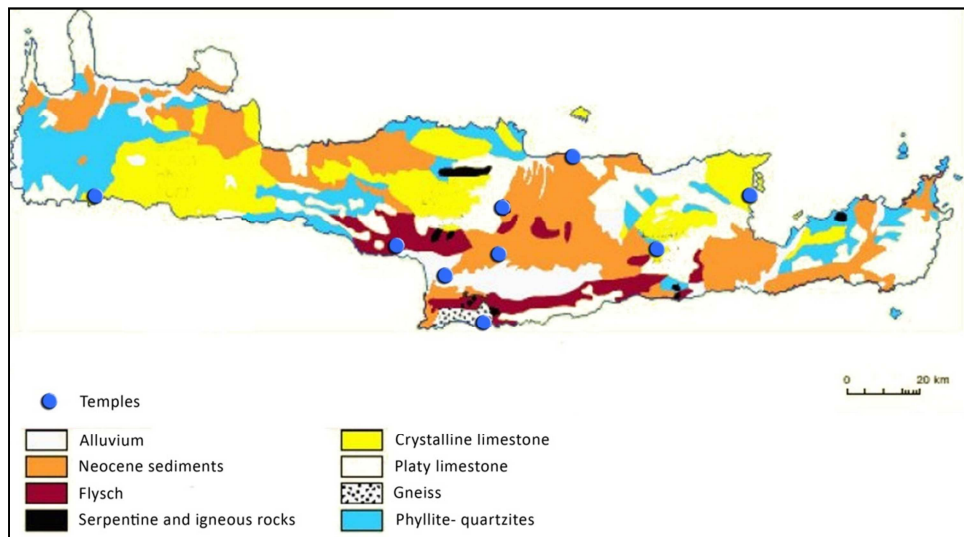 0 20 km
Temples
Alluvium
Neocene sediments
Flysch
Serpentine and igneous rocks
Crystalline limestone
Platy limestone
Gneiss
Phyllite- quartzites